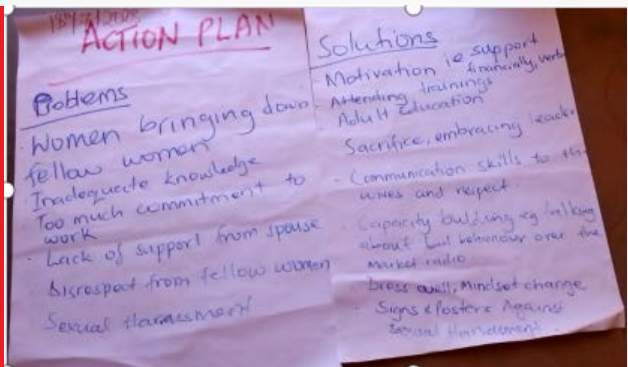 ACTION PLAN
Problems
· Women bringing down
fellow women
· Inadequate knowledge
· Too much commitment to
work
· Lack of support from spouse
· Disrespect from fellow women
· Sexual Harassment
Solutions
· Motivation ie support
financially, verb
· Attending trainings
Adult Education
Sacrifice, embracing leader
· Communication skills to the
wives and respect
· Capacity building eg talking
about bad behaviour over the
market radio
· Dress well, Mindset change
· Signs & Posters Against
Sexual Harassment.